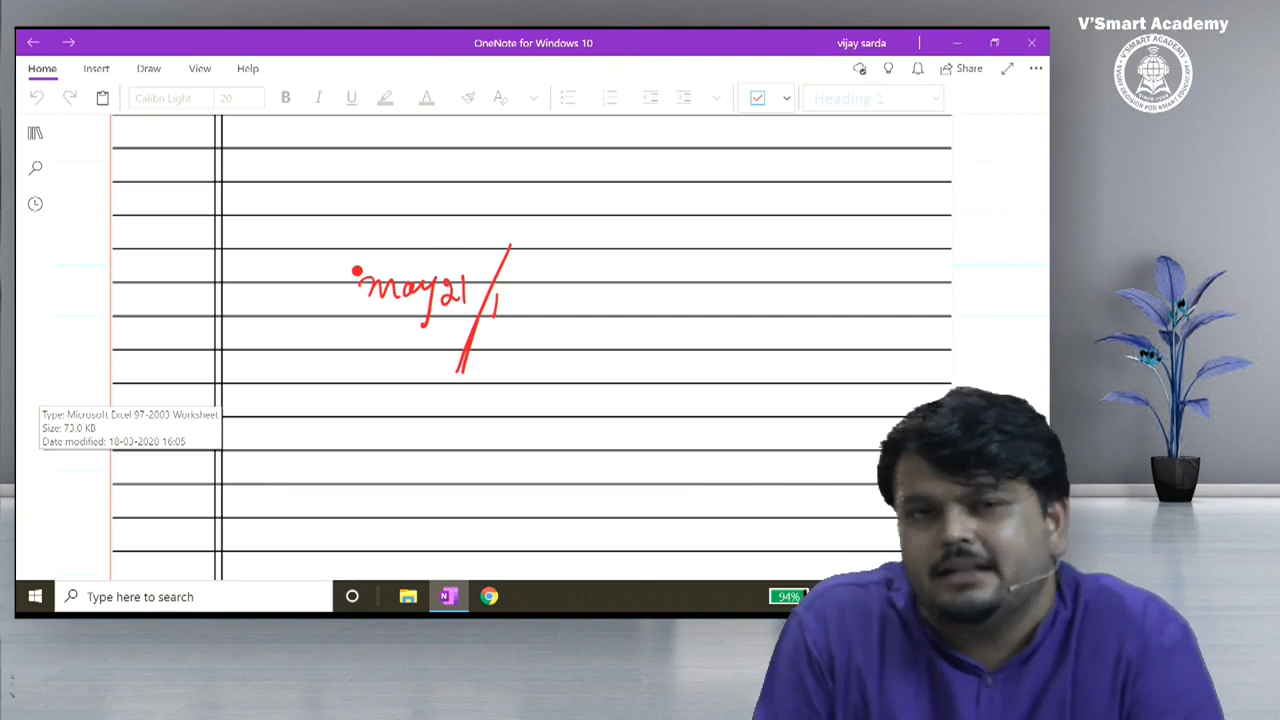 V'Smart Academy
OneNote for Windows 10
vijay sarda
Home Insert Draw View Help
Share
Calibri Light 20 B I U A A Heading 1
May 21 /
Type: Microsoft Excel 97-2003 Worksheet
Size: 73.0 KB
Date modified: 18-03-2020 16:05
Type here to search
94%
V'SMART ACADEMY